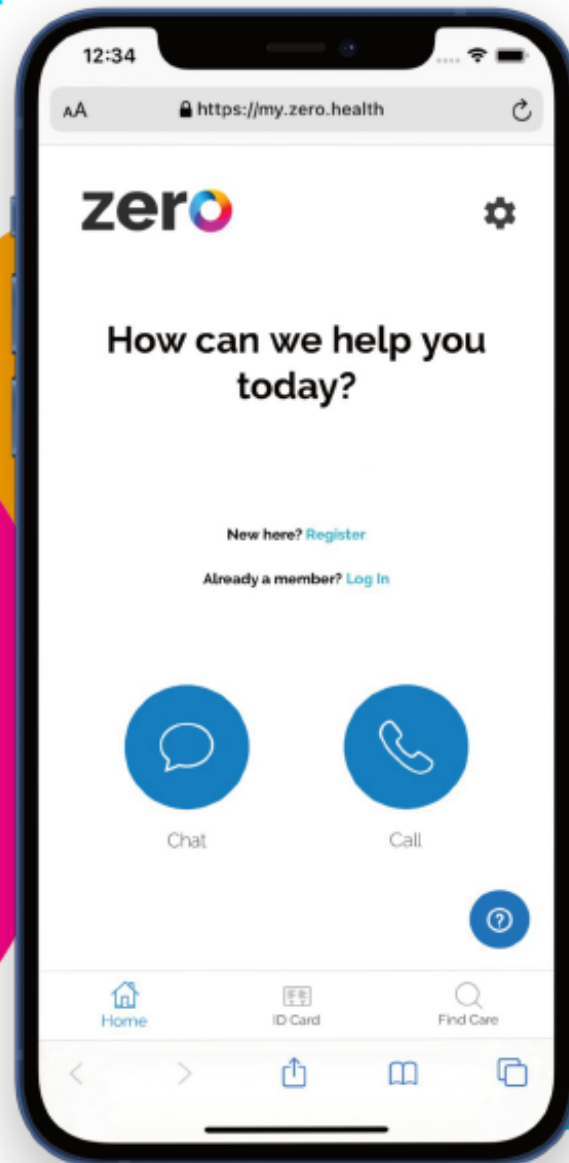 12:34
AA https://my.zero.health
zero
How can we help you
today?
New here? Register
Already a member? Log In
Chat Call
?
Home ID Card Find Care